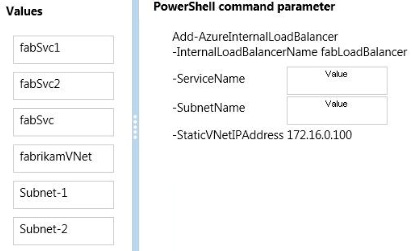 Values
fabSvc1
fabSvc2
fabSvc
fabrikamVNet
Subnet-1
Subnet-2
PowerShell command parameter
Add-AzureInternalLoadBalancer
-InternalLoadBalancerName fabLoadBalancer
-ServiceName Value
-SubnetName Value
-StaticVNetIPAddress 172.16.0.100